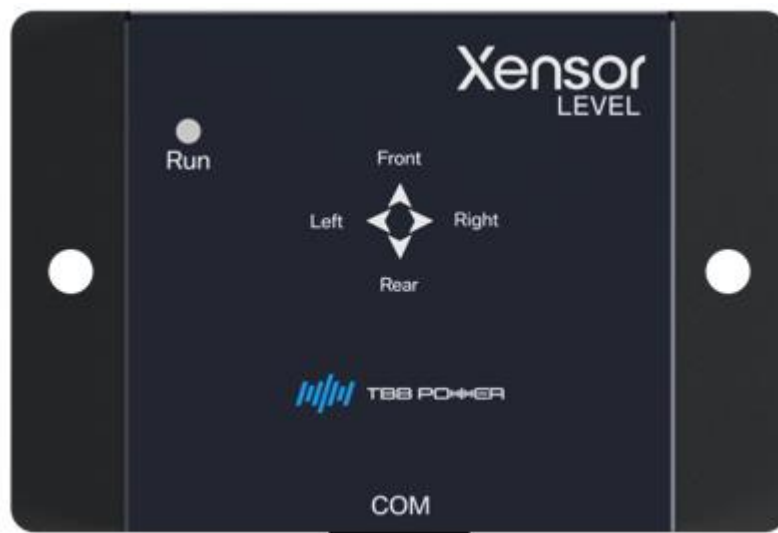 Xensor
LEVEL
Run
Front
Left Right
Rear
TBB POWER
COM